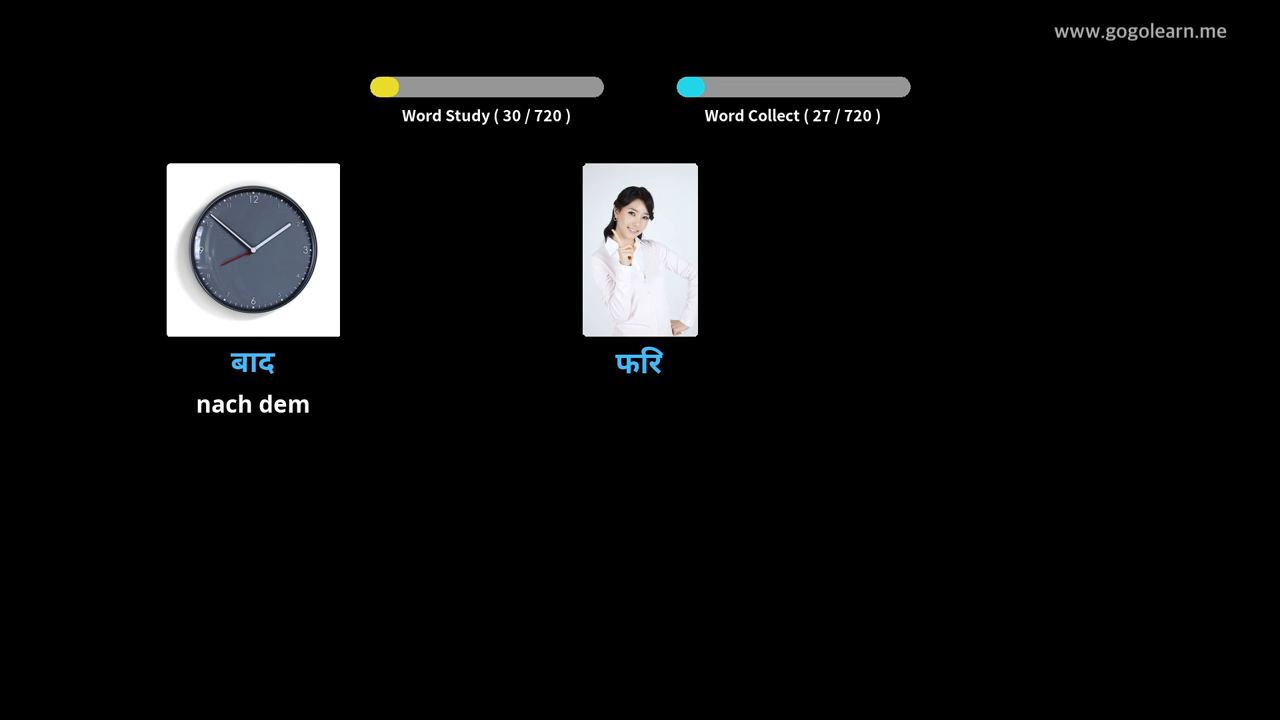 www.gogolearn.me
Word Study ( 30 / 720 )
Word Collect ( 27 / 720 )
बाद
फरि
nach dem